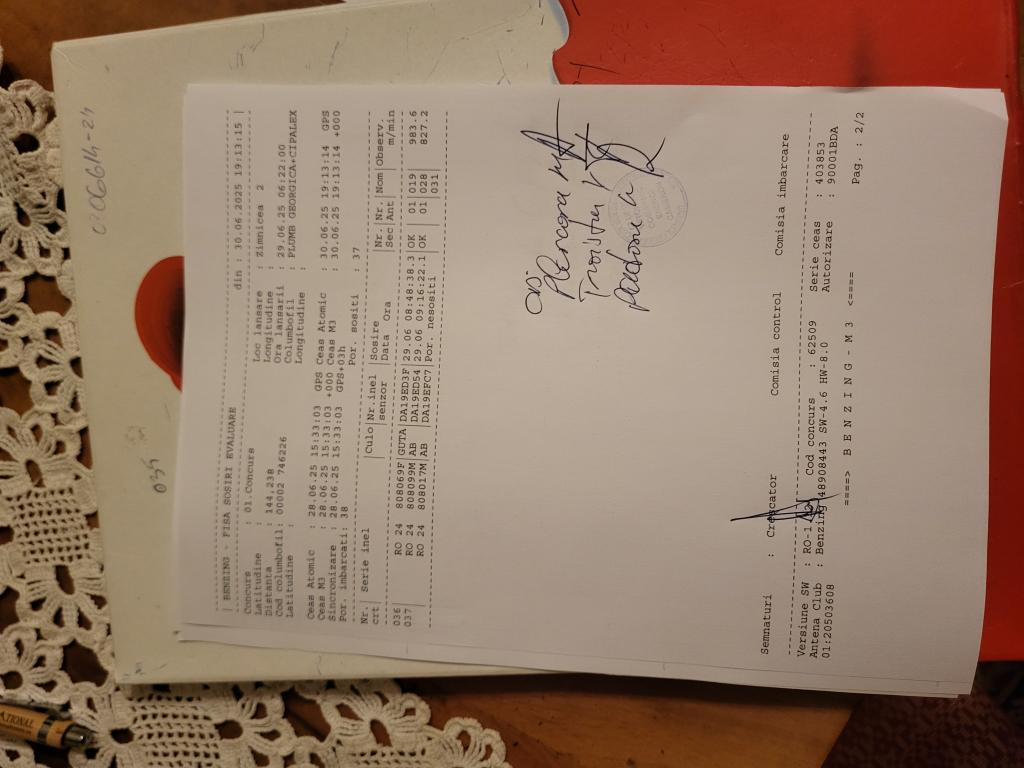 | BENZING - FISA SOSIRI EVALUARE din : 30.06.2025 19:13:15 |
Concurs : 01.Concurs Loc lansare : Zimnicea 2
Latitudine : Longitudine :
Distanta : 144,238 Ora lansarii : 29.06.25 06:22:00
Cod columbofil: 00002 746226 Columbofil : PLUMB GEORGICA+CIPALEX
Latitudine : Longitudine :
Ceas Atomic : 28.06.25 15:33:03 GPS Ceas Atomic : 30.06.25 19:13:14 GPS
Ceas M3 : 28.06.25 15:33:03 +000 Ceas M3 : 30.06.25 19:13:14 +000
Sincronizare : 28.06.25 15:33:03 GPS+03h
Por. imbarcati: 38 Por. sositi : 37
Nr. | Serie inel |Culo|Nr.inel |Sosire |Nr.|Nr.|Nom|Observ.
crt| | |senzor |Data Ora |Sec|Ant| | m/min
036 | RO 24 808069F |GUTA|DA19ED3F|29.06 08:48:38.3|OK | 01|019| 983.6
037 | RO 24 808099M |AB |DA19ED54|29.06 09:16:22.1|OK | 01|028| 827.2
| RO 24 808017M |AB |DA19EFC7|Por. nesositi | | |031|
Semnaturi : Crescator Comisia control Comisia imbarcare
Versiune SW : RO-1 Cod concurs : 62509 Serie ceas : 403853
Antena Club : Benzing 48908443 SW-4.6 HW-8.0 Autorizare : 90001BDA
01:20503608
====> B E N Z I N G - M 3 <==== Pag. : 2/2
035